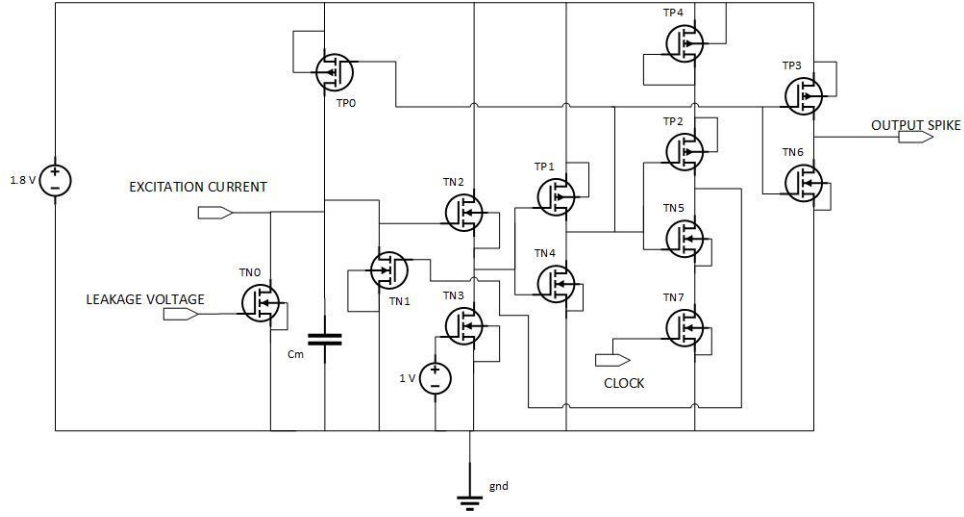 TP4
TP0
TP3
OUTPUT SPIKE
TP2
1.8 V
EXCITATION CURRENT
TN2
TP1
TN6
TN5
TN4
TN0
LEAKAGE VOLTAGE
TN1
TN3
TN7
Cm
1 V
CLOCK
gnd